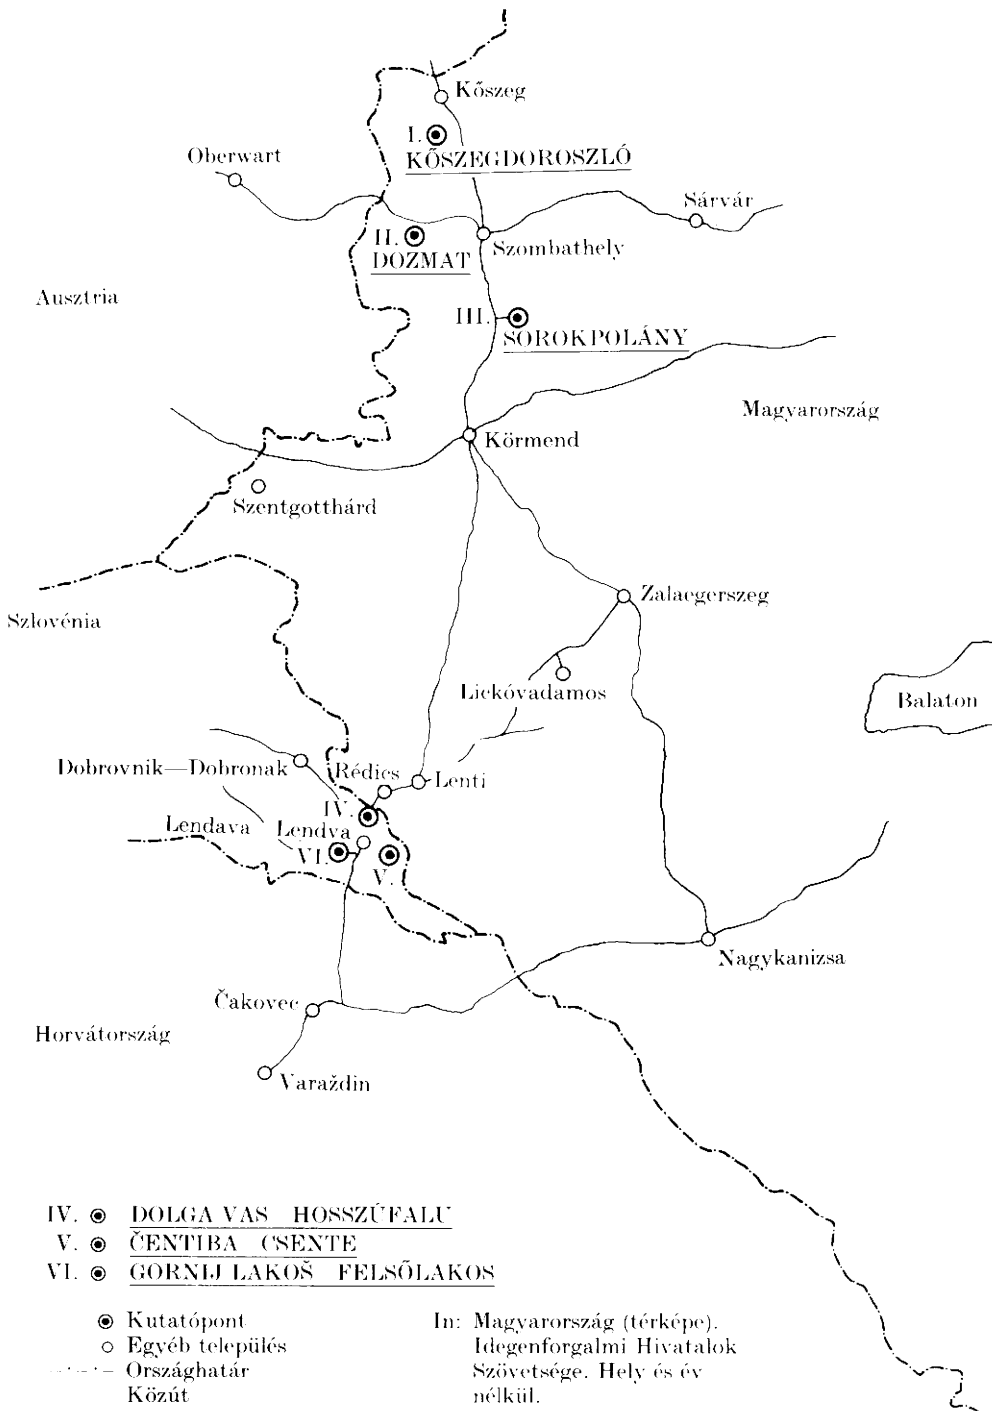 Kőszeg
I.
KŐSZEGDOROSZLÓ
Oberwart
Sárvár
II.
DOZMAT
Szombathely
Ausztria
III.
SOROKPOLÁNY
Magyarország
Körmend
Szentgotthárd
Zalaegerszeg
Szlovénia
Lickóvadamos
Balaton
Dobrovnik—Dobronak
Rédics
Lenti
IV.
Lendava
Lendva
VI.
V.
Nagykanizsa
Čakovec
Horvátország
Varaždin
IV. DOLGA VAS HOSSZÚFALU
V. ČENTIBA CSENTE
VI. GORNIJ LAKOŠ FELSŐLAKOS
Kutatópont
Egyéb település
Országhatár
Közút
In: Magyarország (térképe).
Idegenforgalmi Hivatalok
Szövetsége. Hely és év
nélkül.